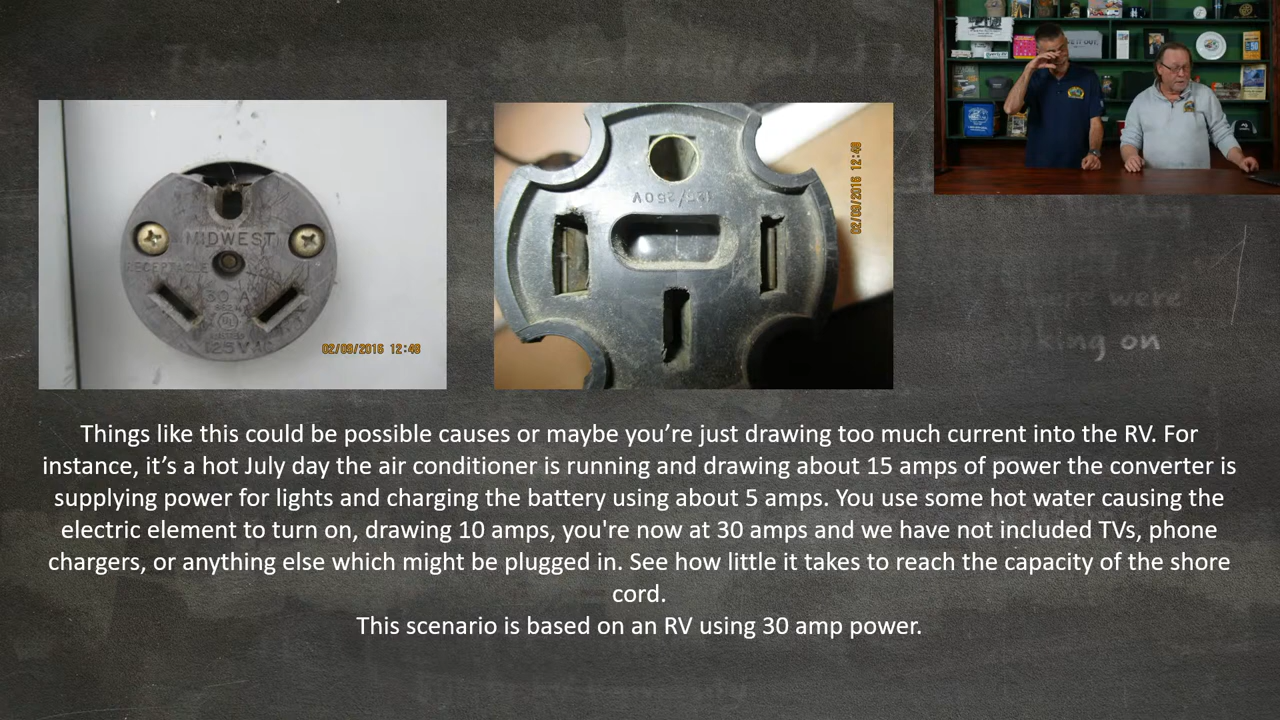 MIDWEST
RECEPTACLE
30 A
125V AC
02/09/2016 12:48
125/250V
02/09/2016 12:48
were
king on
Things like this could be possible causes or maybe you’re just drawing too much current into the RV. For
instance, it’s a hot July day the air conditioner is running and drawing about 15 amps of power the converter is
supplying power for lights and charging the battery using about 5 amps. You use some hot water causing the
electric element to turn on, drawing 10 amps, you're now at 30 amps and we have not included TVs, phone
chargers, or anything else which might be plugged in. See how little it takes to reach the capacity of the shore
cord.
This scenario is based on an RV using 30 amp power.